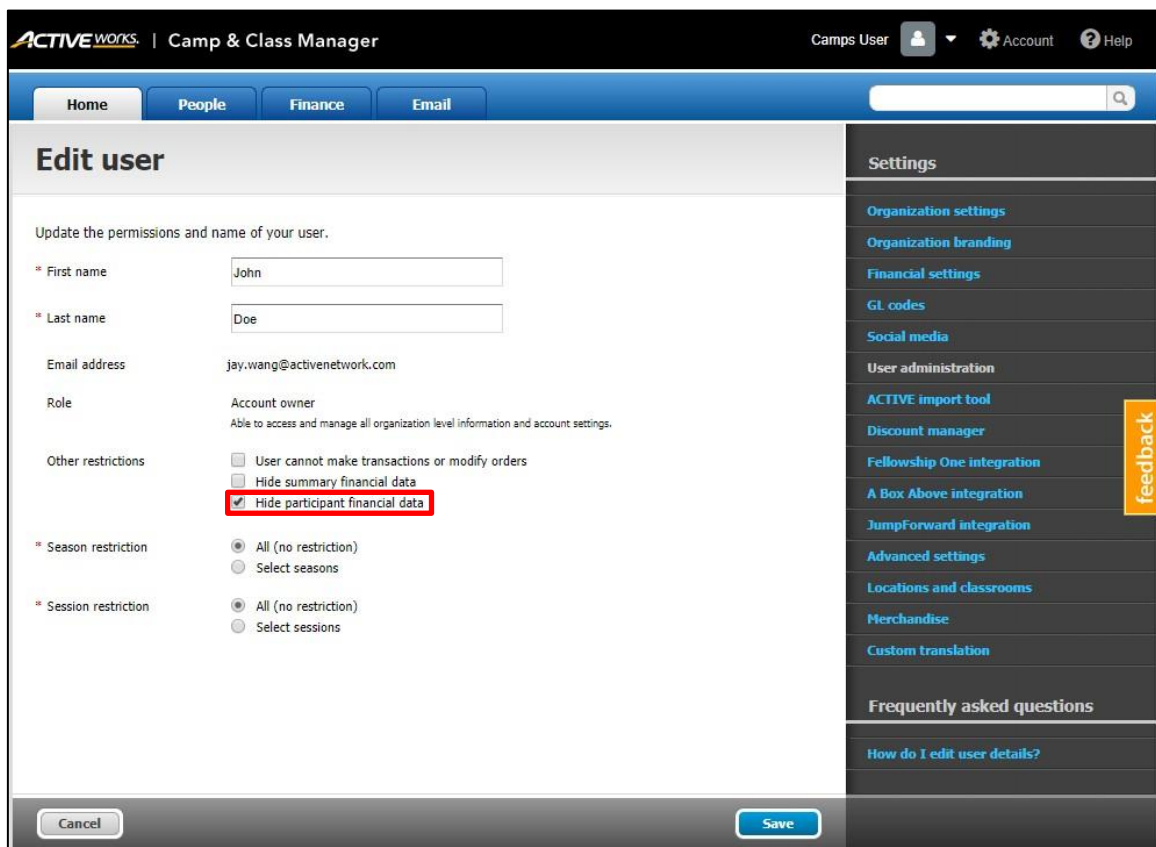 ACTIVEWORKS. | Camp & Class Manager
Camps User
Account
Help
Home
People
Finance
Email
Edit user
Update the permissions and name of your user.
* First name
John
* Last name
Doe
Email address
jay.wang@activenetwork.com
Role
Account owner
Able to access and manage all organization level information and account settings.
Other restrictions
User cannot make transactions or modify orders
Hide summary financial data
Hide participant financial data
* Season restriction
All (no restriction)
Select seasons
* Session restriction
All (no restriction)
Select sessions
Cancel
Save
Settings
Organization settings
Organization branding
Financial settings
GL codes
Social media
User administration
ACTIVE import tool
Discount manager
Fellowship One integration
A Box Above integration
JumpForward integration
Advanced settings
Locations and classrooms
Merchandise
Custom translation
Frequently asked questions
How do I edit user details?
feedback